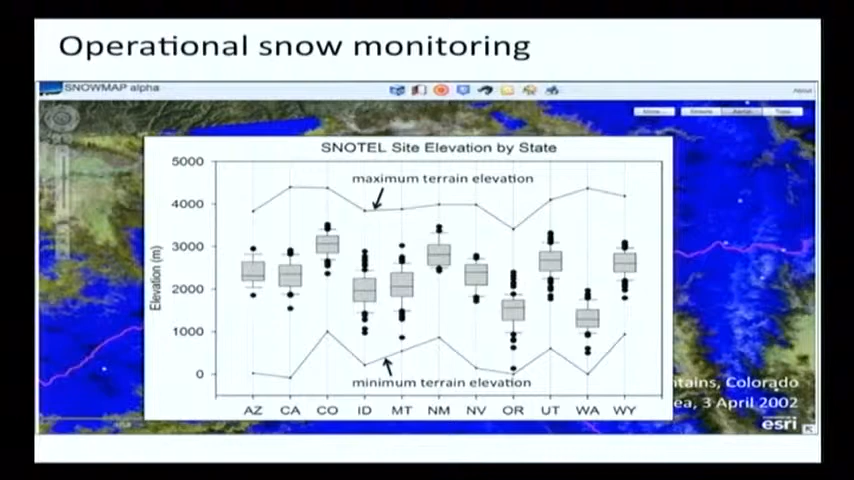 Operational snow monitoring
SNOWMAP alpha
SNOTEL Site Elevation by State
5000
4000
3000
2000
1000
0
Elevation (m)
maximum terrain elevation
minimum terrain elevation
AZ CA CO ID MT NM NV OR UT WA WY
ntains, Colorado
ea, 3 April 2002
esri